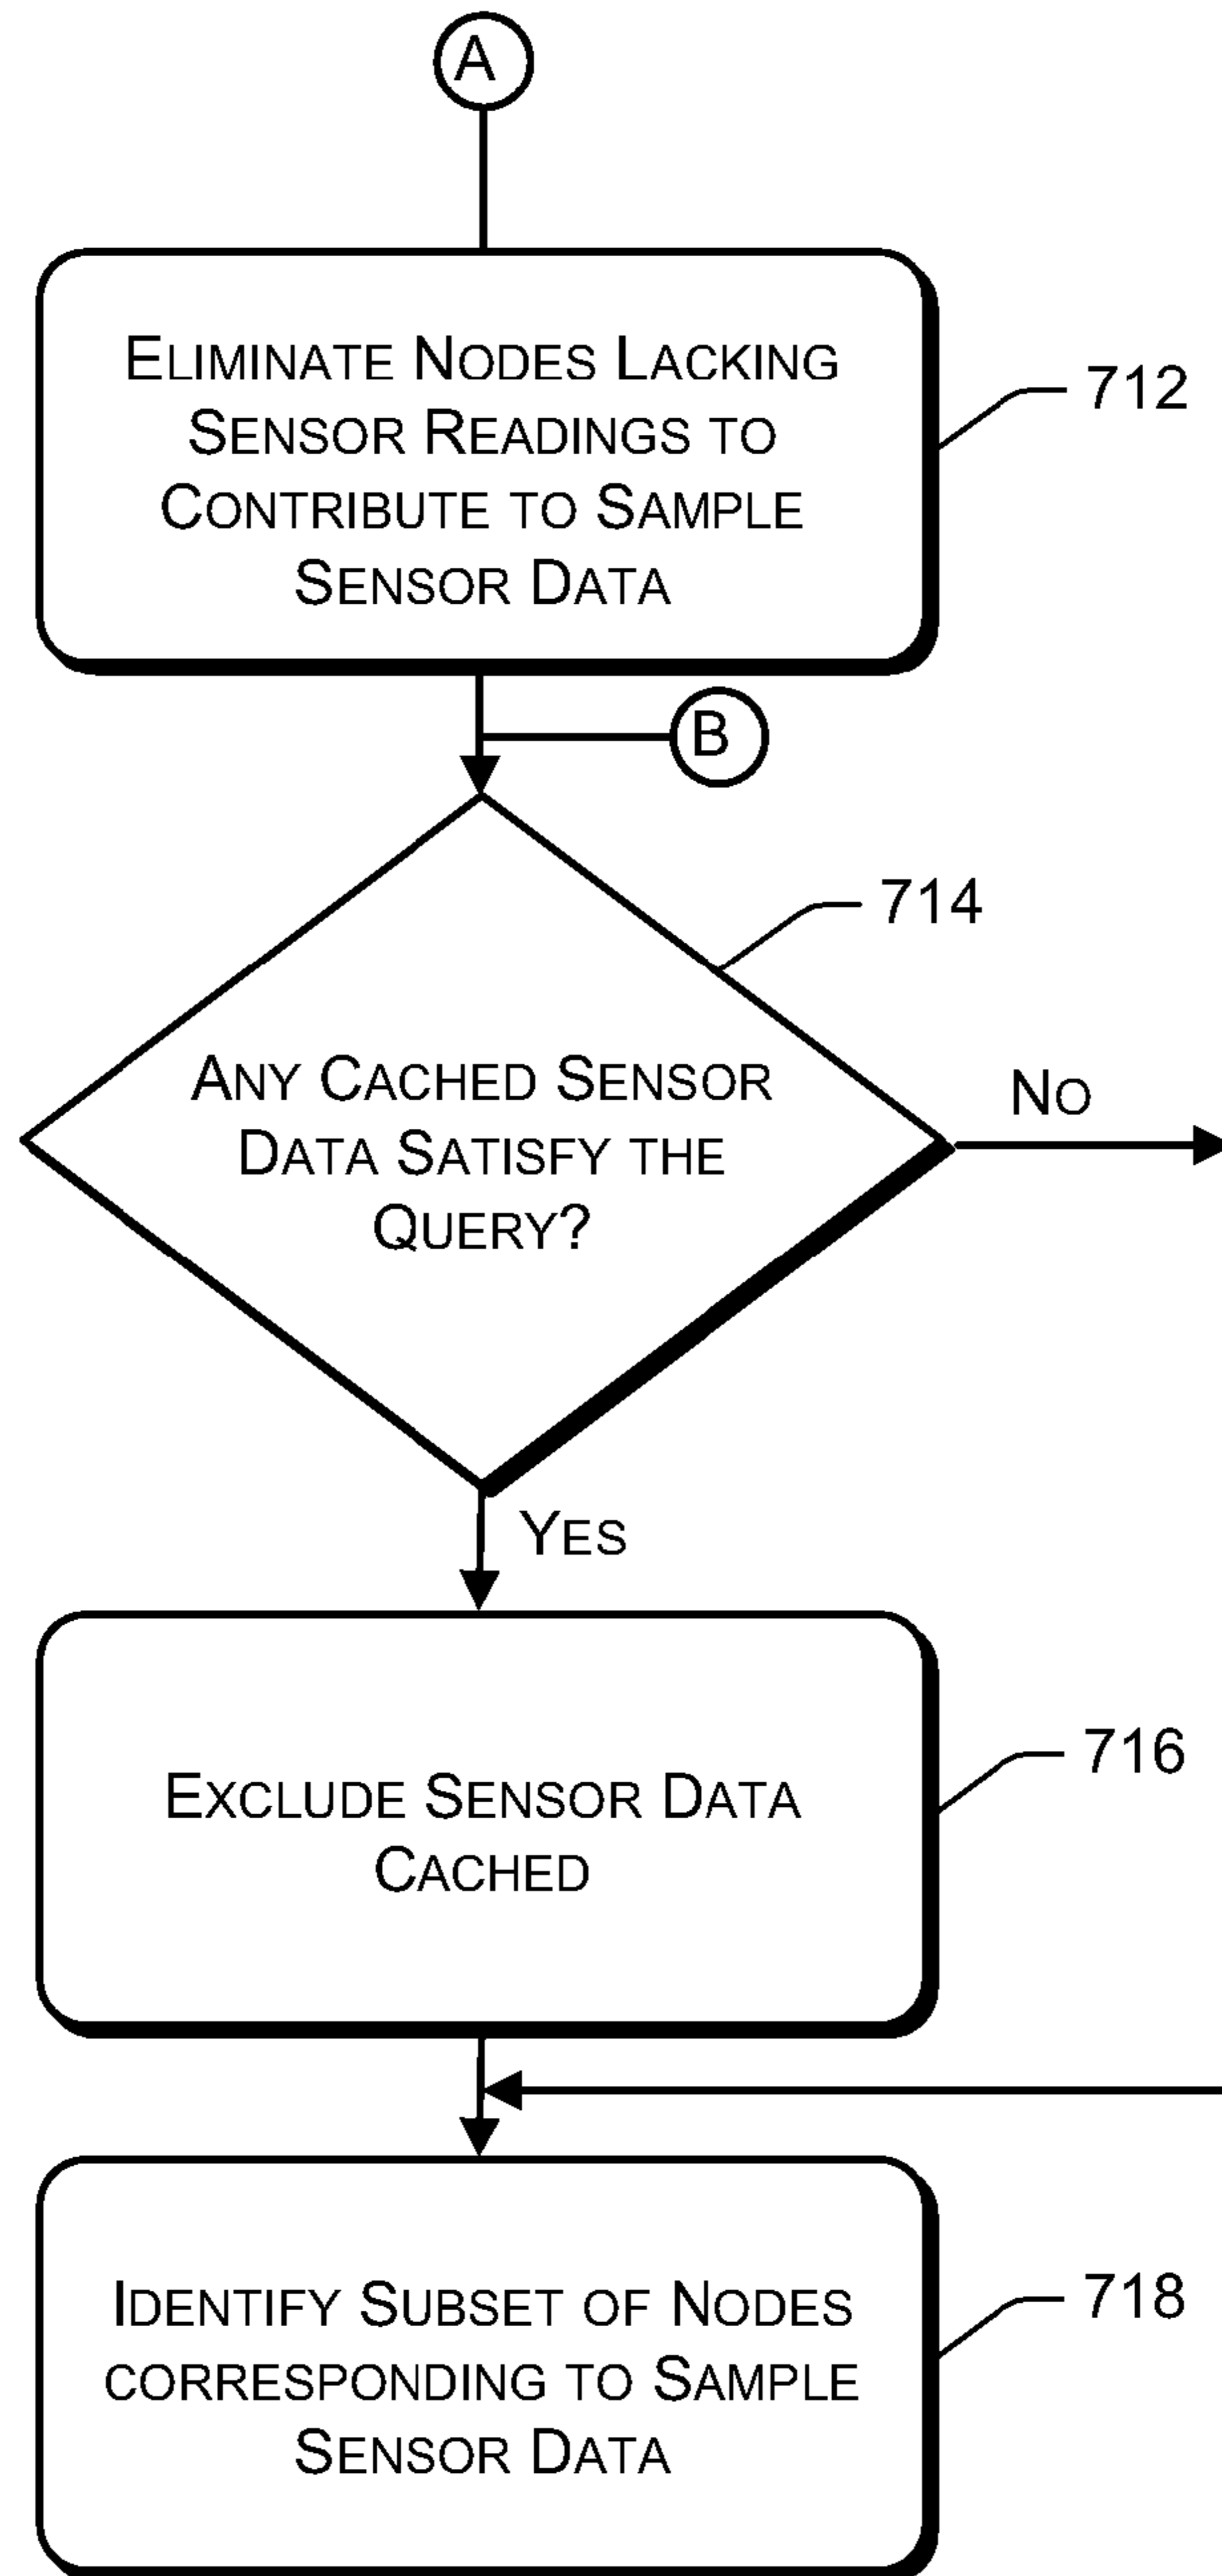 A
ELIMINATE NODES LACKING
SENSOR READINGS TO
CONTRIBUTE TO SAMPLE
SENSOR DATA
712
B
714
ANY CACHED SENSOR
DATA SATISFY THE
QUERY?
NO
YES
EXCLUDE SENSOR DATA
CACHED
716
IDENTIFY SUBSET OF NODES
CORRESPONDING TO SAMPLE
SENSOR DATA
718